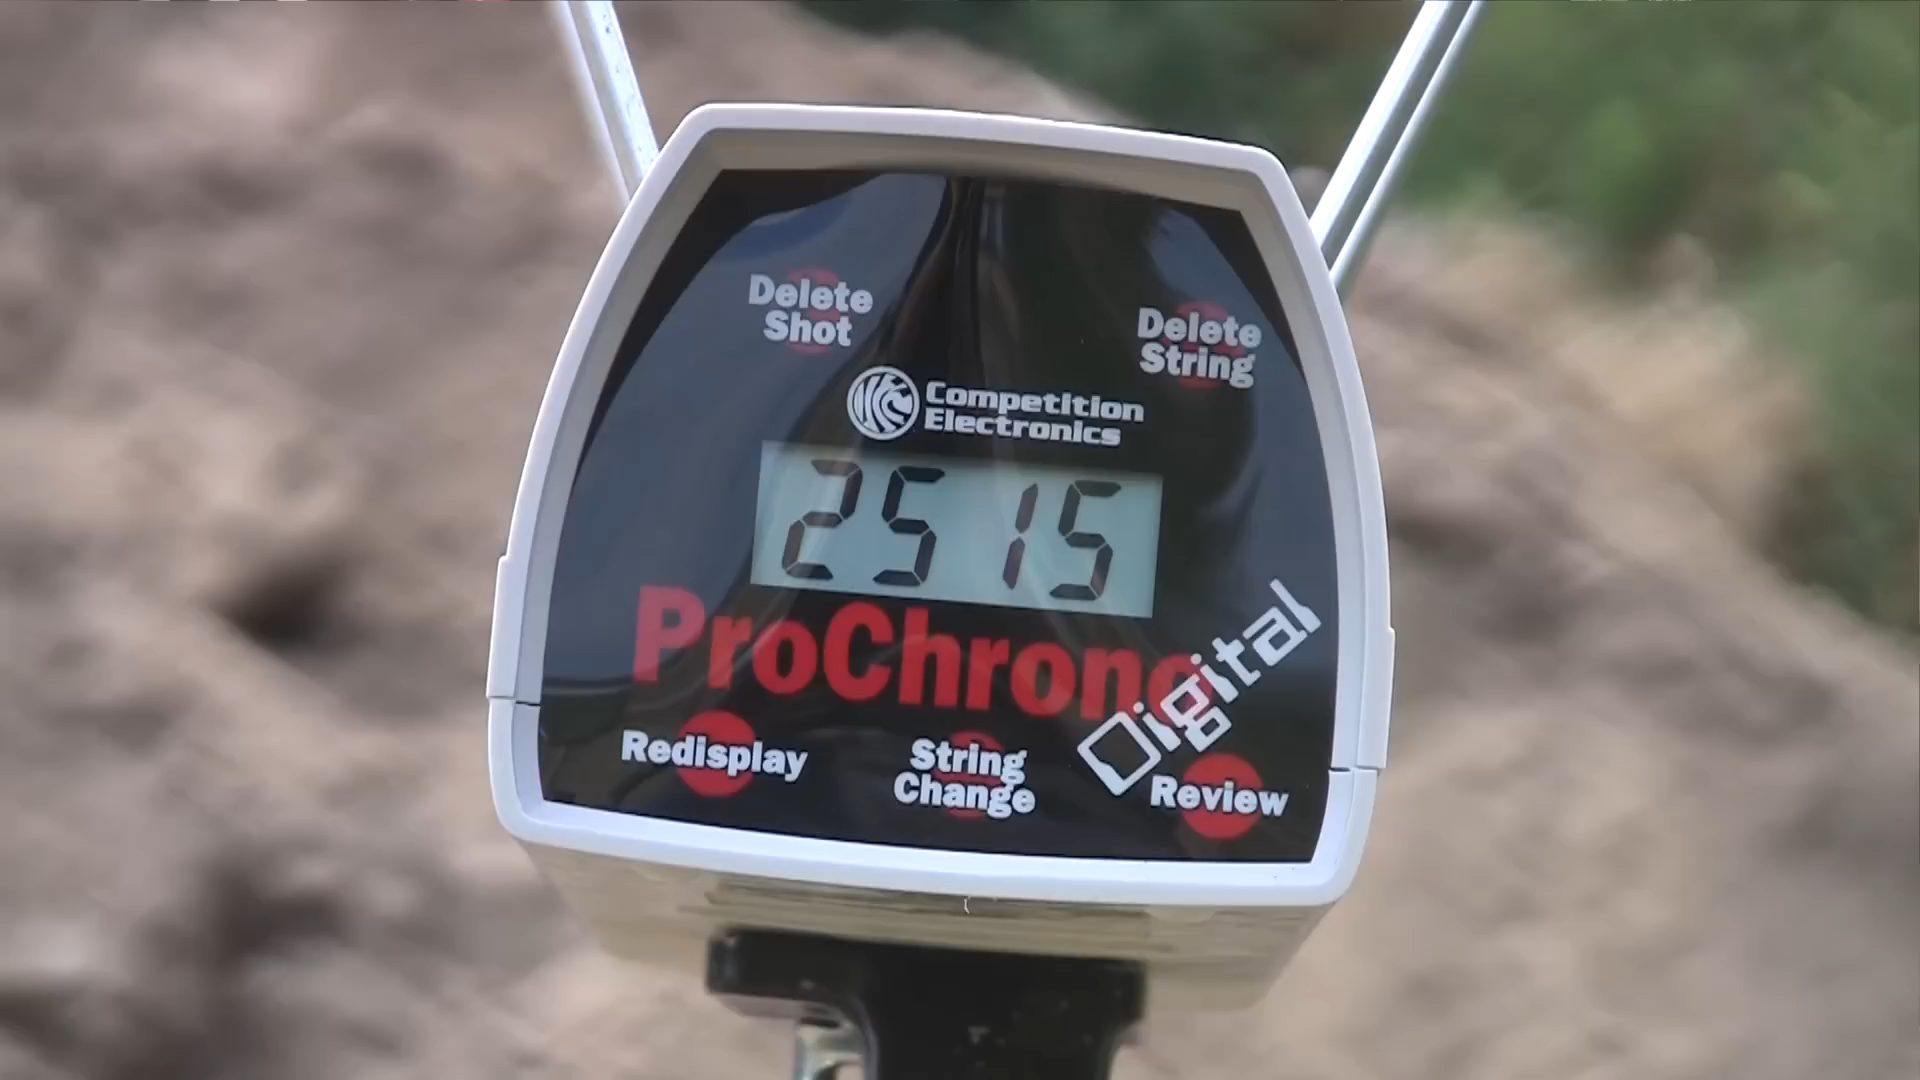 Delete
Shot
Delete
String
Competition
Electronics
2515
ProChrono
Digital
Redisplay
String
Change
Review